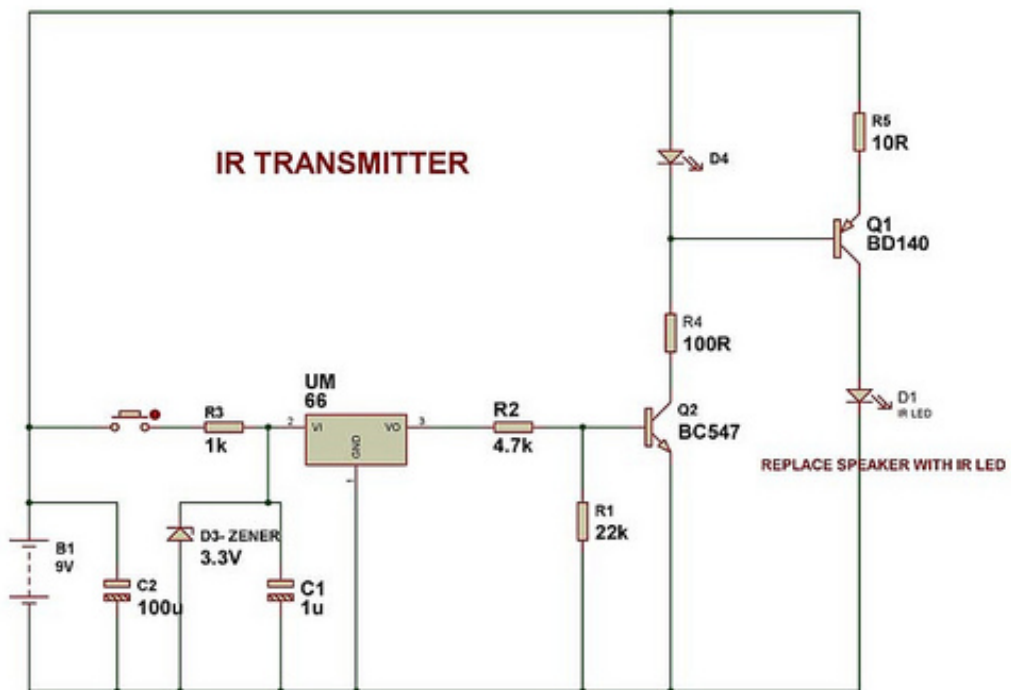 IR TRANSMITTER
D4
R5
10R
Q1
BD140
R4
100R
D1
IR LED
REPLACE SPEAKER WITH IR LED
UM
66
2
VI
VO
3
GND
1
R3
1k
R2
4.7k
Q2
BC547
R1
22k
B1
9V
C2
100u
D3- ZENER
3.3V
C1
1u